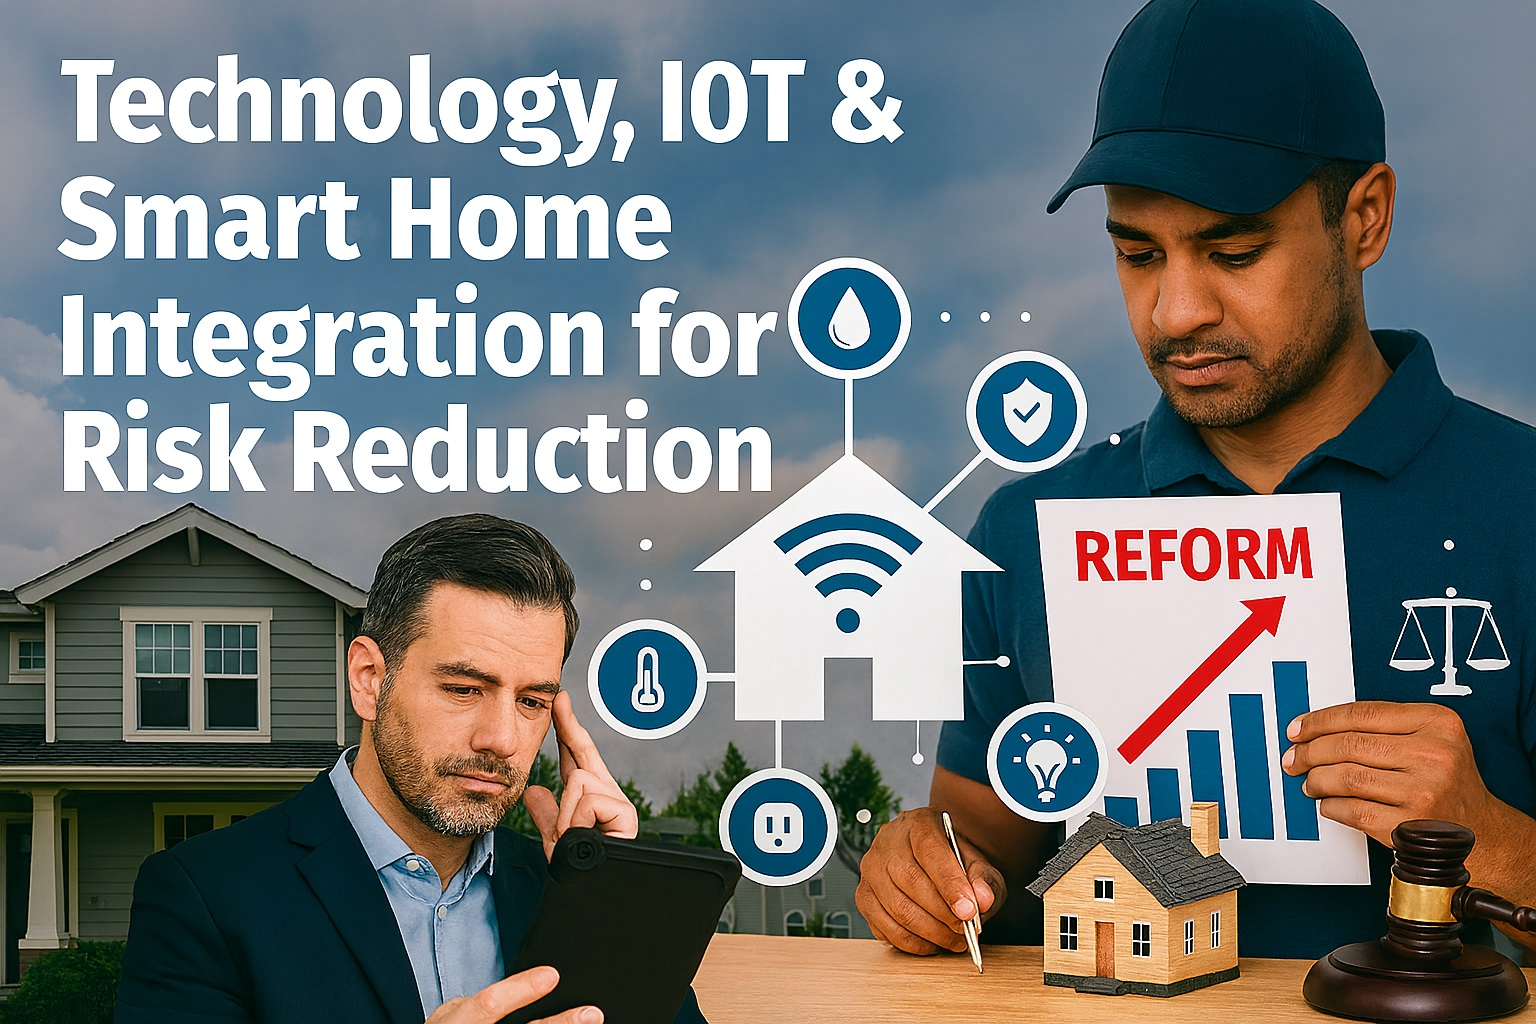 Technology, IOT &
Smart Home
Integration for
Risk Reduction
REFORM